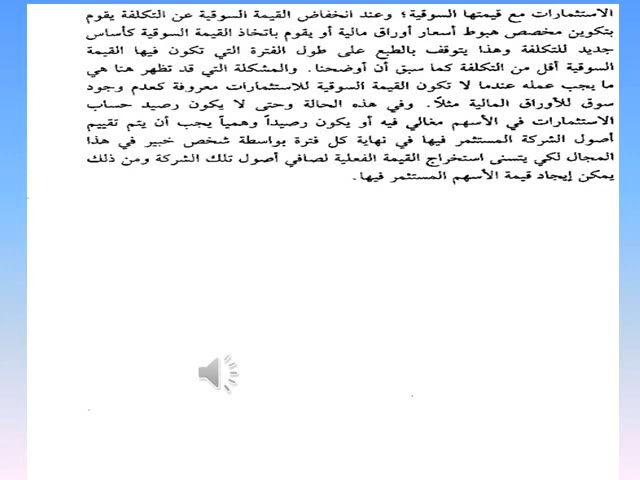 الاستثمارات مع قيمتها السوقية؛ وعند انخفاض القيمة السوقية عن التكلفة يقوم
بتكوين مخصص هبوط أسعار أوراق مالية أو يقوم باتخاذ القيمة السوقية كأساس
جديد للتكلفة وهذا يتوقف بالطبع على طول الفترة التي تكون فيها القيمة
السوقية أقل من التكلفة كما سبق أن أوضحنا. والمشكلة التي قد تظهر هنا هي
ما يجب عمله عندما لا تكون القيمة السوقية للاستثمارات معروفة كعدم وجود
سوق للأوراق المالية مثلاً. وفي هذه الحالة وحتى لا يكون رصيد حساب
الاستثمارات في الأسهم مغالي فيه أو يكون رصيداً وهمياً يجب أن يتم تقييم
أصول الشركة المستثمر فيها في نهاية كل فترة بواسطة شخص خبير في هذا
المجال لكي يتسنى استخراج القيمة الفعلية لصافي أصول تلك الشركة ومن ذلك
يمكن إيجاد قيمة الأسهم المستثمر فيها.